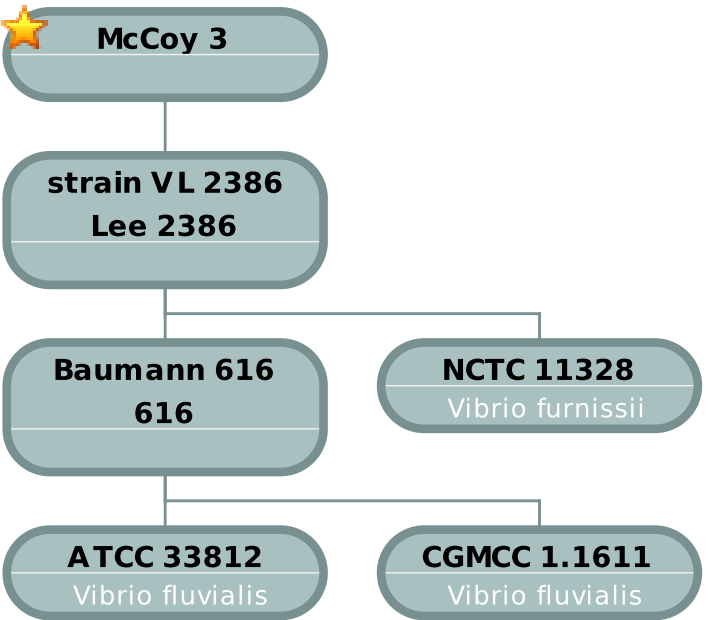 McCoy 3
strain VL 2386
Lee 2386
Baumann 616
616
NCTC 11328
Vibrio furnissii
ATCC 33812
Vibrio fluvialis
CGMCC 1.1611
Vibrio fluvialis